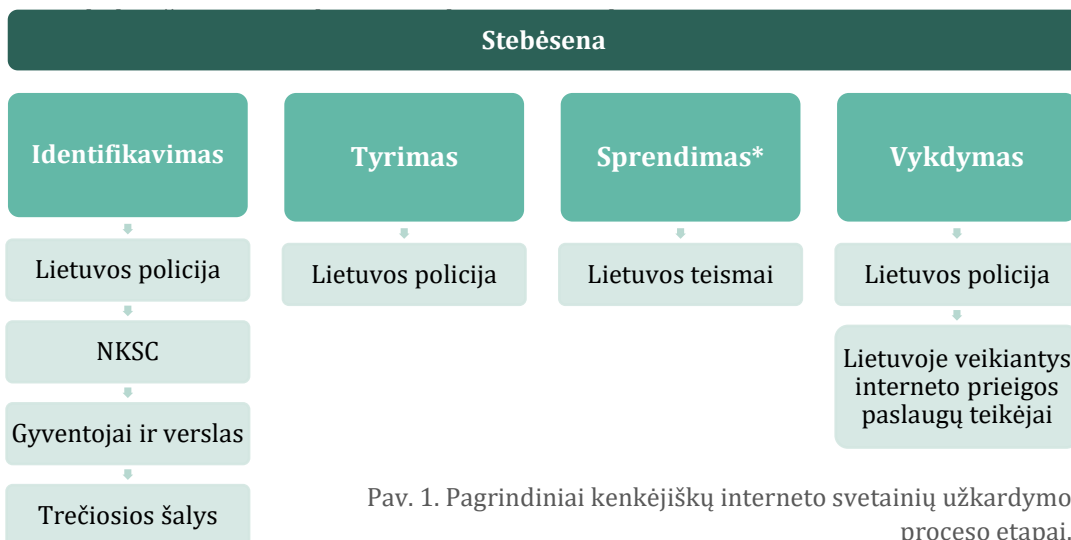 Stebėsena
Identifikavimas
Lietuvos policija
NKSC
Gyventojai ir verslas
Trečiosios šalys
Tyrimas
Lietuvos policija
Sprendimas*
Lietuvos teismai
Vykdymas
Lietuvos policija
Lietuvoje veikiantys
interneto prieigos
paslaugų teikėjai
Pav. 1. Pagrindiniai kenkėjiškų interneto svetainių užkardymo
proceso etapai.